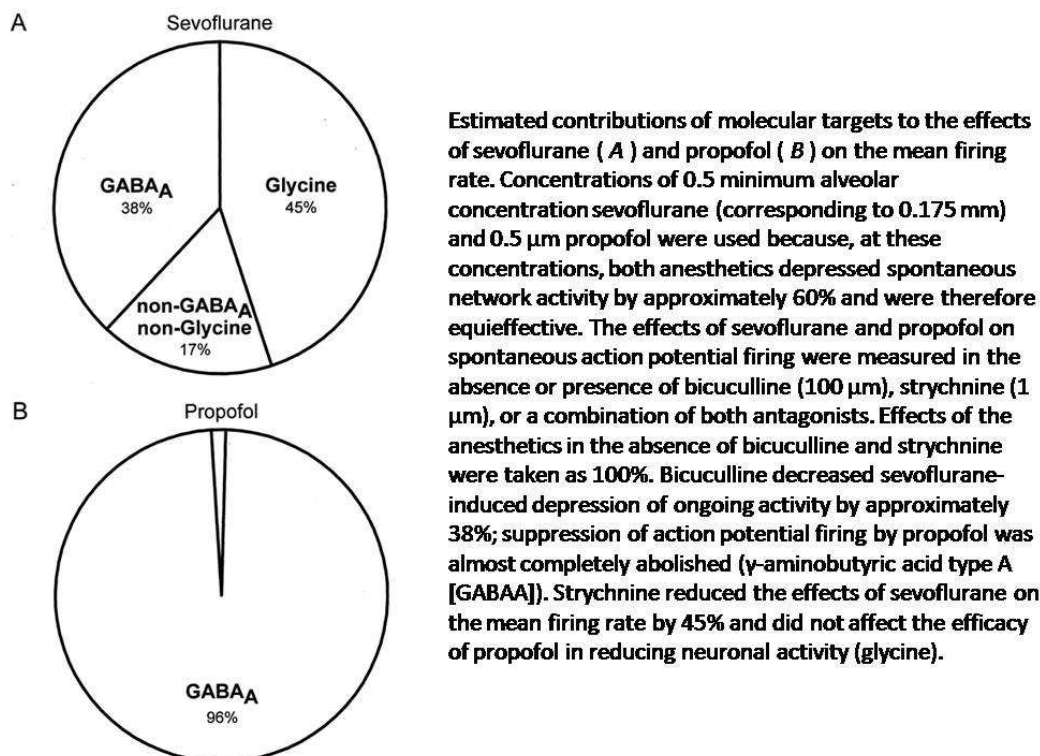 A
Sevoflurane
GABAA
38%
Glycine
45%
non-GABAA
non-Glycine
17%
B
Propofol
GABAA
96%
Estimated contributions of molecular targets to the effects
of sevoflurane ( A ) and propofol ( B ) on the mean firing
rate. Concentrations of 0.5 minimum alveolar
concentration sevoflurane (corresponding to 0.175 mm)
and 0.5 μm propofol were used because, at these
concentrations, both anesthetics depressed spontaneous
network activity by approximately 60% and were therefore
equieffective. The effects of sevoflurane and propofol on
spontaneous action potential firing were measured in the
absence or presence of bicuculline (100 μm), strychnine (1
μm), or a combination of both antagonists. Effects of the
anesthetics in the absence of bicuculline and strychnine
were taken as 100%. Bicuculline decreased sevoflurane-
induced depression of ongoing activity by approximately
38%; suppression of action potential firing by propofol was
almost completely abolished (γ-aminobutyric acid type A
[GABAA]). Strychnine reduced the effects of sevoflurane on
the mean firing rate by 45% and did not affect the efficacy
of propofol in reducing neuronal activity (glycine).